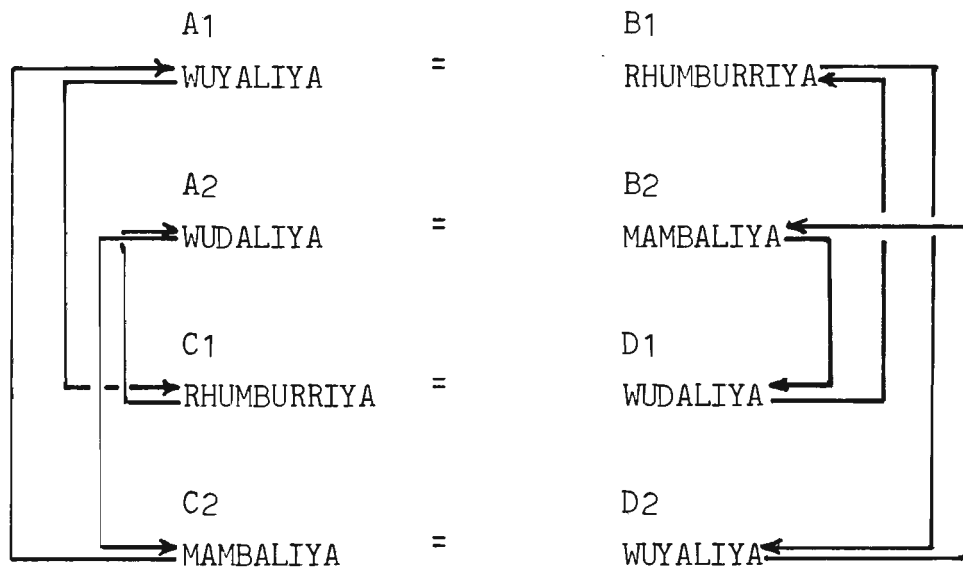 A1 B1
WUYALIYA = RHUMBURRIYA
A2 B2
WUDALIYA = MAMBALIYA
C1 D1
RHUMBURRIYA = WUDALIYA
C2 D2
MAMBALIYA = WUYALIYA